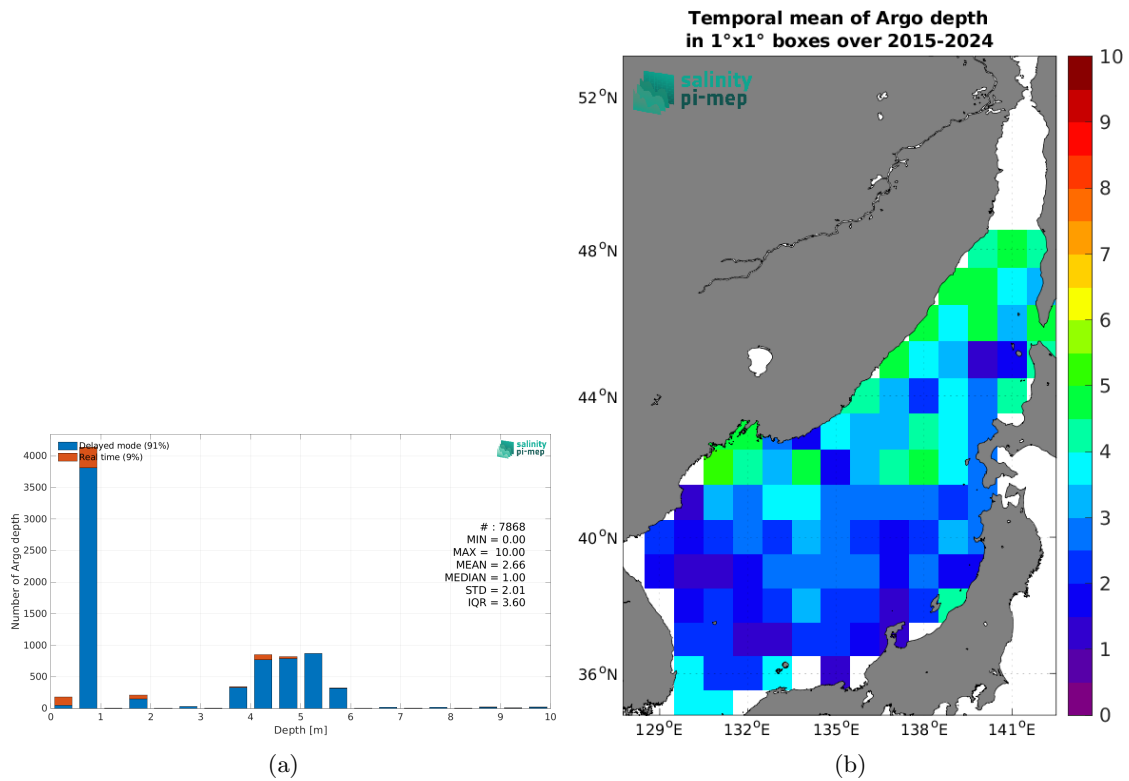 Delayed mode (91%)
Real time (9%)
salinity
pi-mep
4000
3500
3000
2500
2000
1500
1000
500
0
Number of Argo depth
# : 7868
MIN = 0.00
MAX = 10.00
MEAN = 2.66
MEDIAN = 1.00
STD = 2.01
IQR = 3.60
0 1 2 3 4 5 6 7 8 9 10
Depth [m]
(a)
Temporal mean of Argo depth
in 1°x1° boxes over 2015-2024
salinity
pi-mep
52°N
48°N
44°N
40°N
36°N
129°E 132°E 135°E 138°E 141°E
10
9
8
7
6
5
4
3
2
1
0
(b)